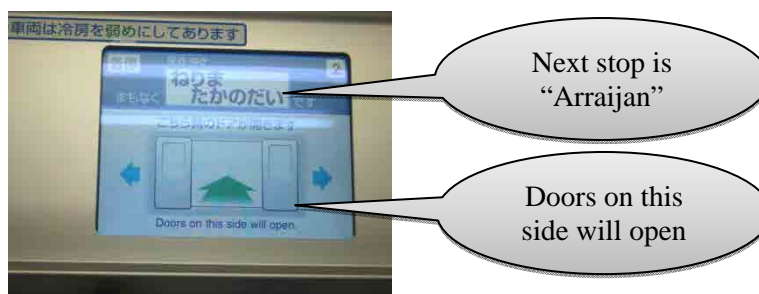 車両は冷房を弱めにしてあります
各停
2
ねりま
まもなく たかのだい です
こちら側のドアが開きます
Doors on this side will open.
Next stop is
“Arraijan”
Doors on this
side will open